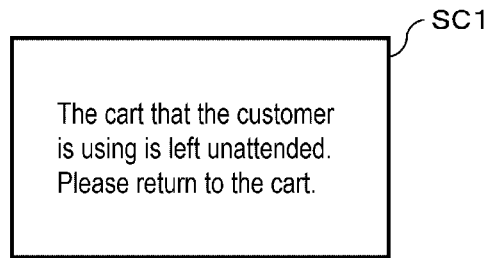 SC1
The cart that the customer
is using is left unattended.
Please return to the cart.